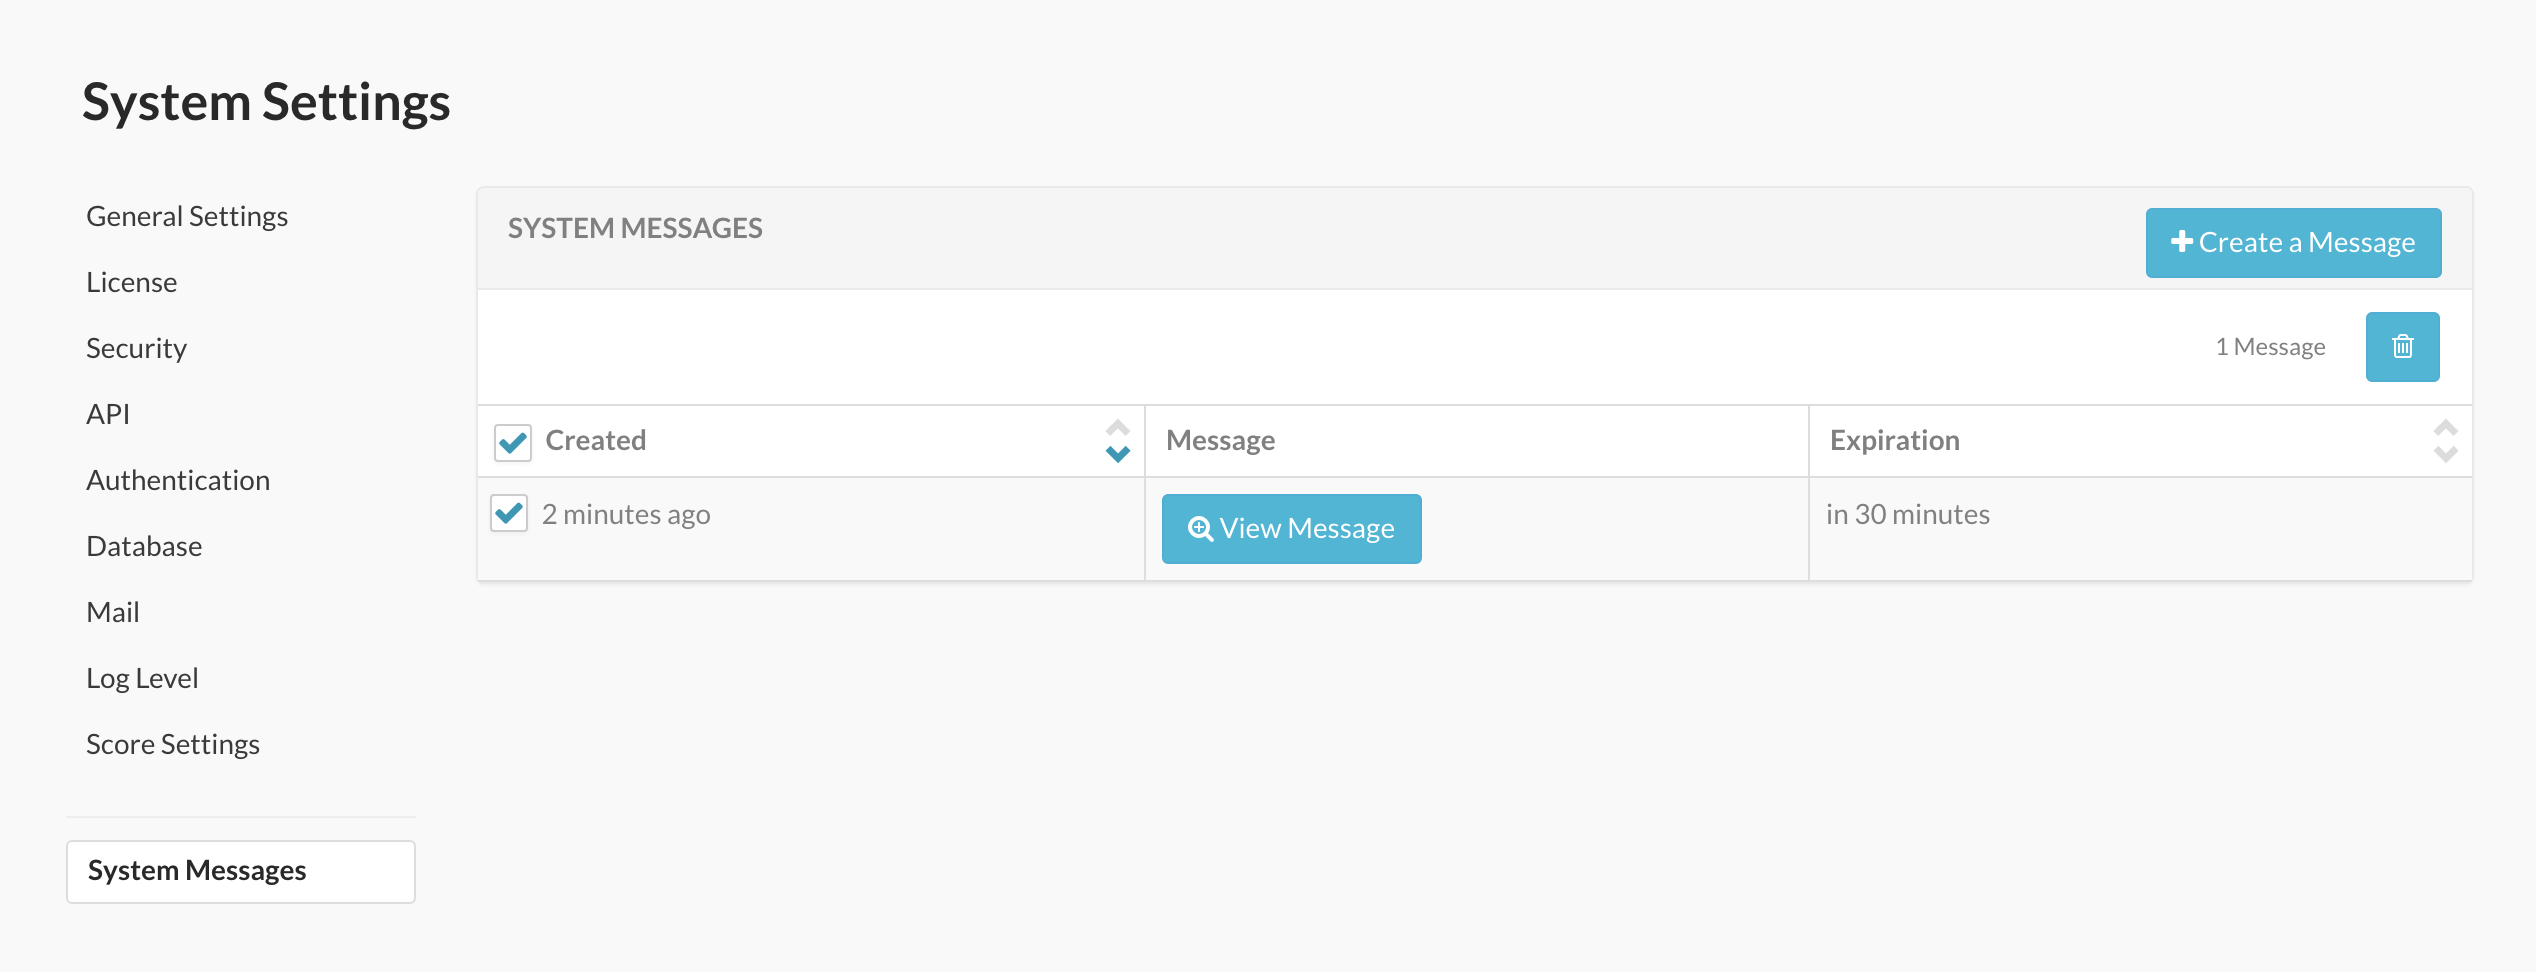 System Settings
General Settings
License
Security
API
Authentication
Database
Mail
Log Level
Score Settings
System Messages
SYSTEM MESSAGES
Create a Message
1 Message
Created
Message
Expiration
2 minutes ago
View Message
in 30 minutes